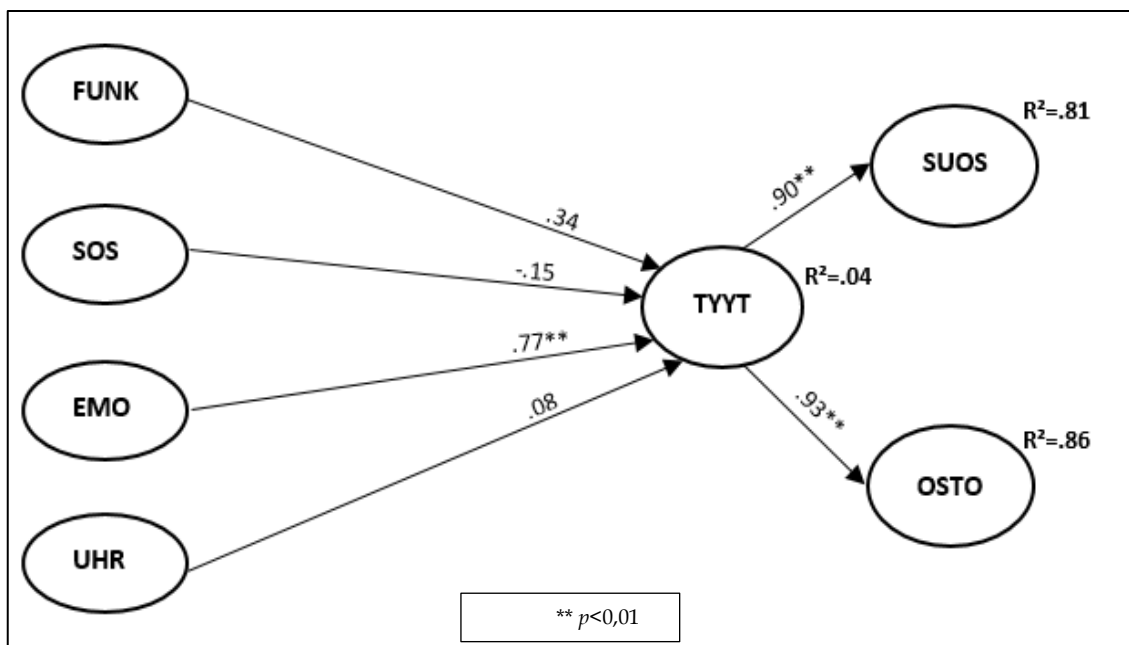 FUNK
SOS
EMO
UHR
.34
-.15
.77**
.08
TYYT
R²=.04
.90**
.93**
SUOS
R²=.81
OSTO
R²=.86
** p<0,01